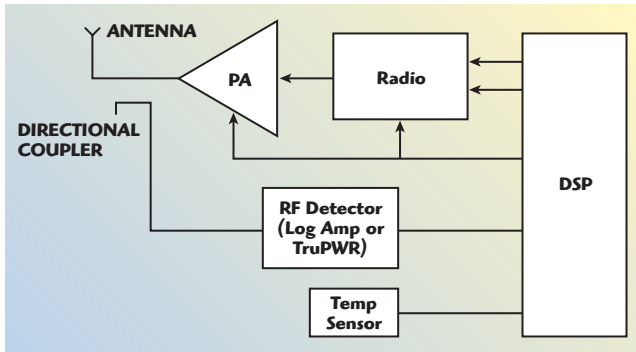 ANTENNA
PA
Radio
DIRECTIONAL
COUPLER
DSP
RF Detector
(Log Amp or
TruPWR)
Temp
Sensor